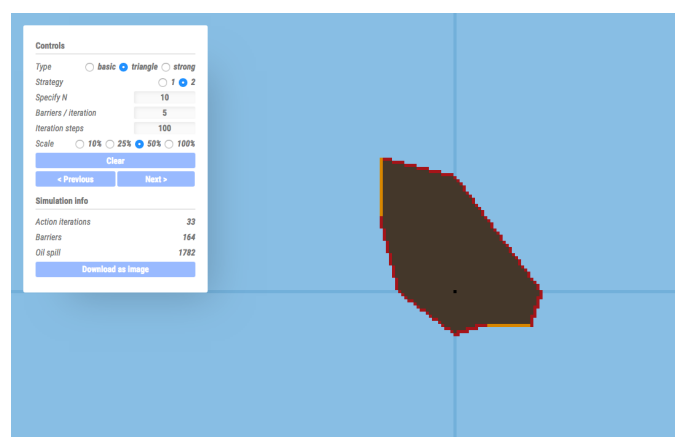 Controls
Type basic triangle strong
Strategy 1 2
Specify N 10
Barriers / iteration 5
Iteration steps 100
Scale 10% 25% 50% 100%
Clear
< Previous Next >
Simulation info
Action iterations 33
Barriers 164
Oil spill 1782
Download as Image